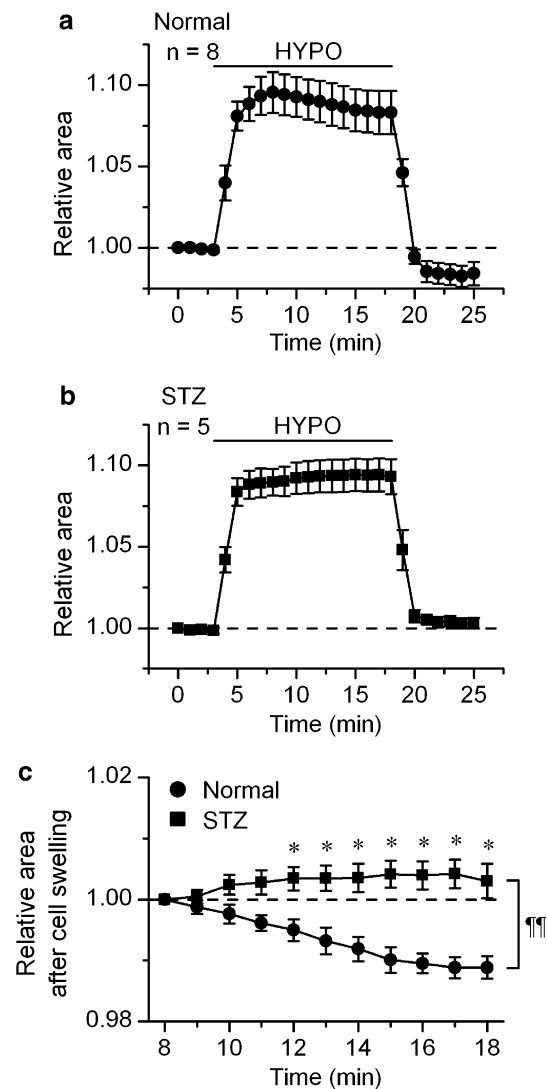 a
Normal
n = 8
HYPO
1.10
1.05
1.00
Relative area
0 5 10 15 20 25
Time (min)
b
STZ
n = 5
HYPO
1.10
1.05
1.00
Relative area
0 5 10 15 20 25
Time (min)
c
1.02
1.00
0.98
Relative area
after cell swelling
Normal
STZ
* * * * * * *
¶¶
8 10 12 14 16 18
Time (min)